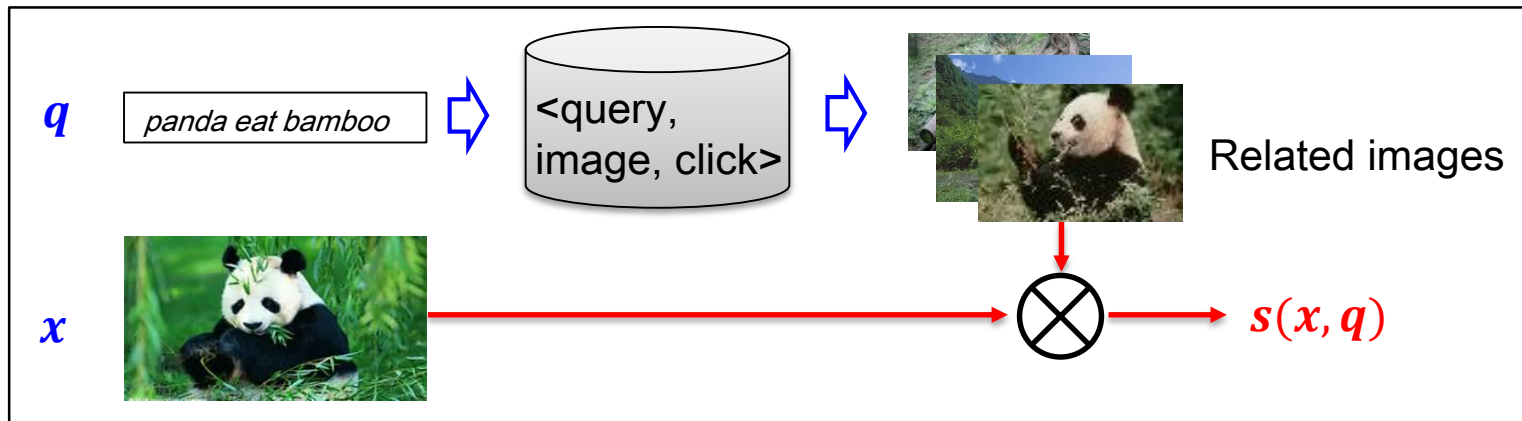 q
panda eat bamboo
<query,
image, click>
Related images
x
s(x, q)